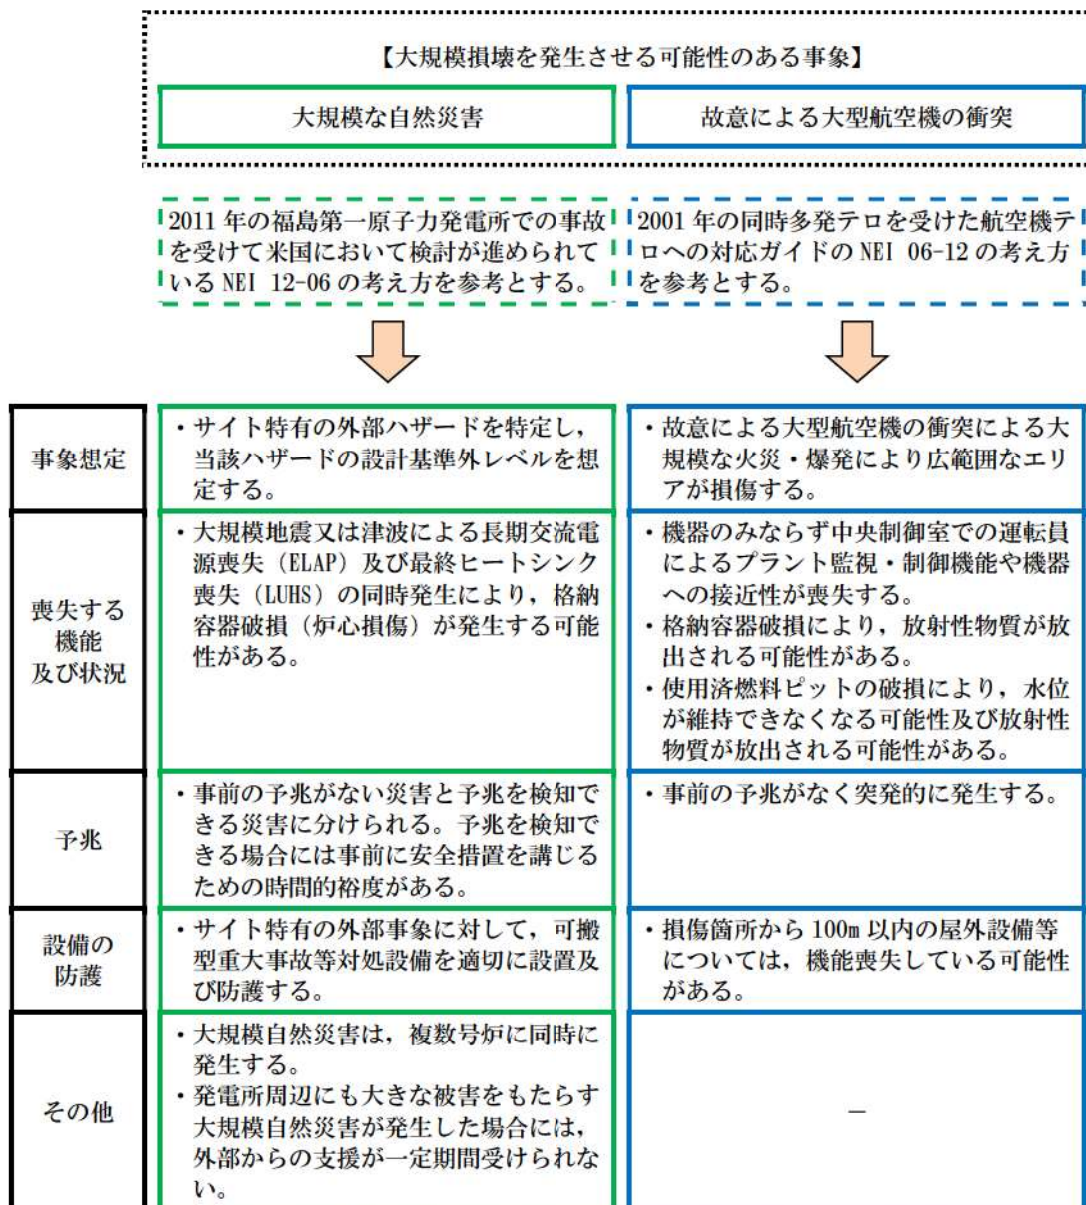 【大規模損壊を発生させる可能性のある事象】
大規模な自然災害
故意による大型航空機の衝突
2011 年の福島第一原子力発電所での事故
を受けて米国において検討が進められて
いる NEI 12-06 の考え方を参考とする。
2001 年の同時多発テロを受けた航空機テ
ロへの対応ガイドの NEI 06-12 の考え方
を参考とする。
事象想定
・サイト特有の外部ハザードを特定し，
当該ハザードの設計基準外レベルを想
定する。
・故意による大型航空機の衝突による大
規模な火災・爆発により広範囲なエリ
アが損傷する。
喪失する
機能
及び状況
・大規模地震又は津波による長期交流電
源喪失（ELAP）及び最終ヒートシンク
喪失（LUHS）の同時発生により，格納
容器破損（炉心損傷）が発生する可能
性がある。
・機器のみならず中央制御室での運転員
によるプラント監視・制御機能や機器
への接近性が喪失する。
・格納容器破損により，放射性物質が放
出される可能性がある。
・使用済燃料ピットの破損により，水位
が維持できなくなる可能性及び放射性
物質が放出される可能性がある。
予兆
・事前の予兆がない災害と予兆を検知で
きる災害に分けられる。予兆を検知で
きる場合には事前に安全措置を講じる
ための時間的裕度がある。
・事前の予兆がなく突発的に発生する。
設備の
防護
・サイト特有の外部事象に対して，可搬
型重大事故等対処設備を適切に設置及
び防護する。
・損傷箇所から 100m 以内の屋外設備等
については，機能喪失している可能性
がある。
その他
・大規模自然災害は，複数号炉に同時に
発生する。
・発電所周辺にも大きな被害をもたらす
大規模自然災害が発生した場合には，
外部からの支援が一定期間受けられな
い。
－